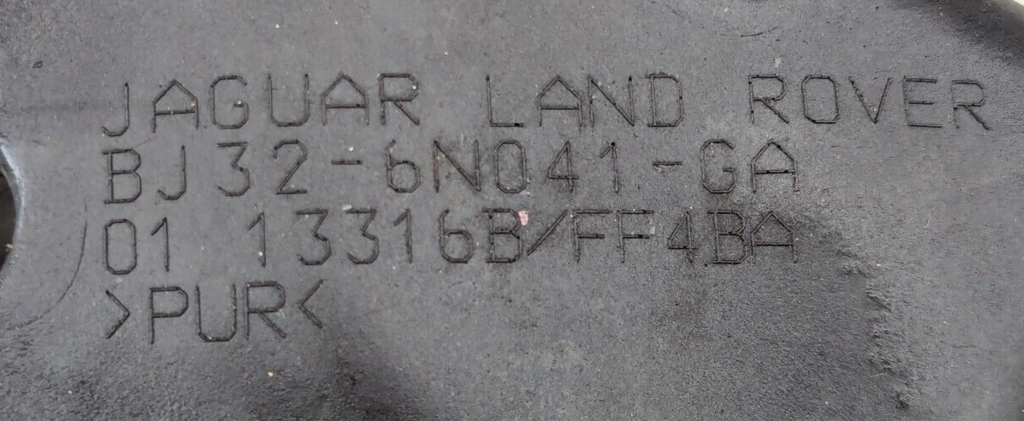 JAGUAR LAND ROVER
BJ32-6N041-GA
01 13316B/FF4BA
>PUR<